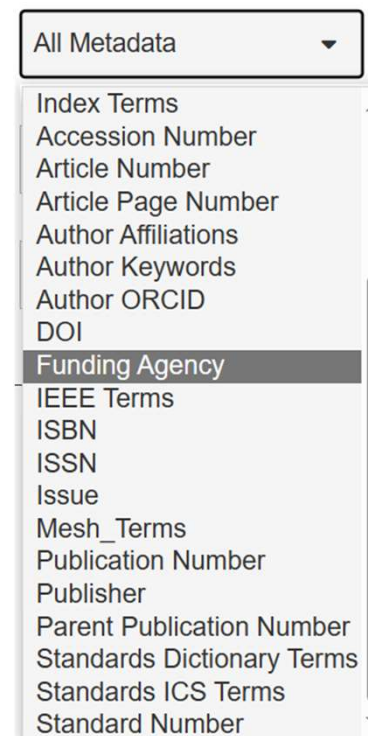 All Metadata
Index Terms
Accession Number
Article Number
Article Page Number
Author Affiliations
Author Keywords
Author ORCID
DOI
Funding Agency
IEEE Terms
ISBN
ISSN
Issue
Mesh_Terms
Publication Number
Publisher
Parent Publication Number
Standards Dictionary Terms
Standards ICS Terms
Standard Number